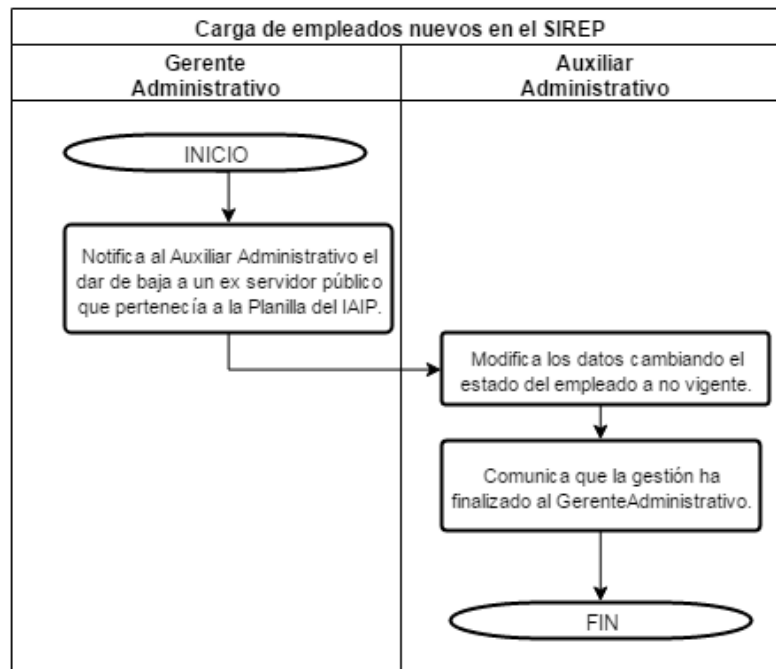 Carga de empleados nuevos en el SIREP
Gerente
Administrativo
Auxiliar
Administrativo
INICIO
Notifica al Auxiliar Administrativo el
dar de baja a un ex servidor público
que pertenecía a la Planilla del IAIP.
Modifica los datos cambiando el
estado del empleado a no vigente.
Comunica que la gestión ha
finalizado al GerenteAdministrativo.
FIN